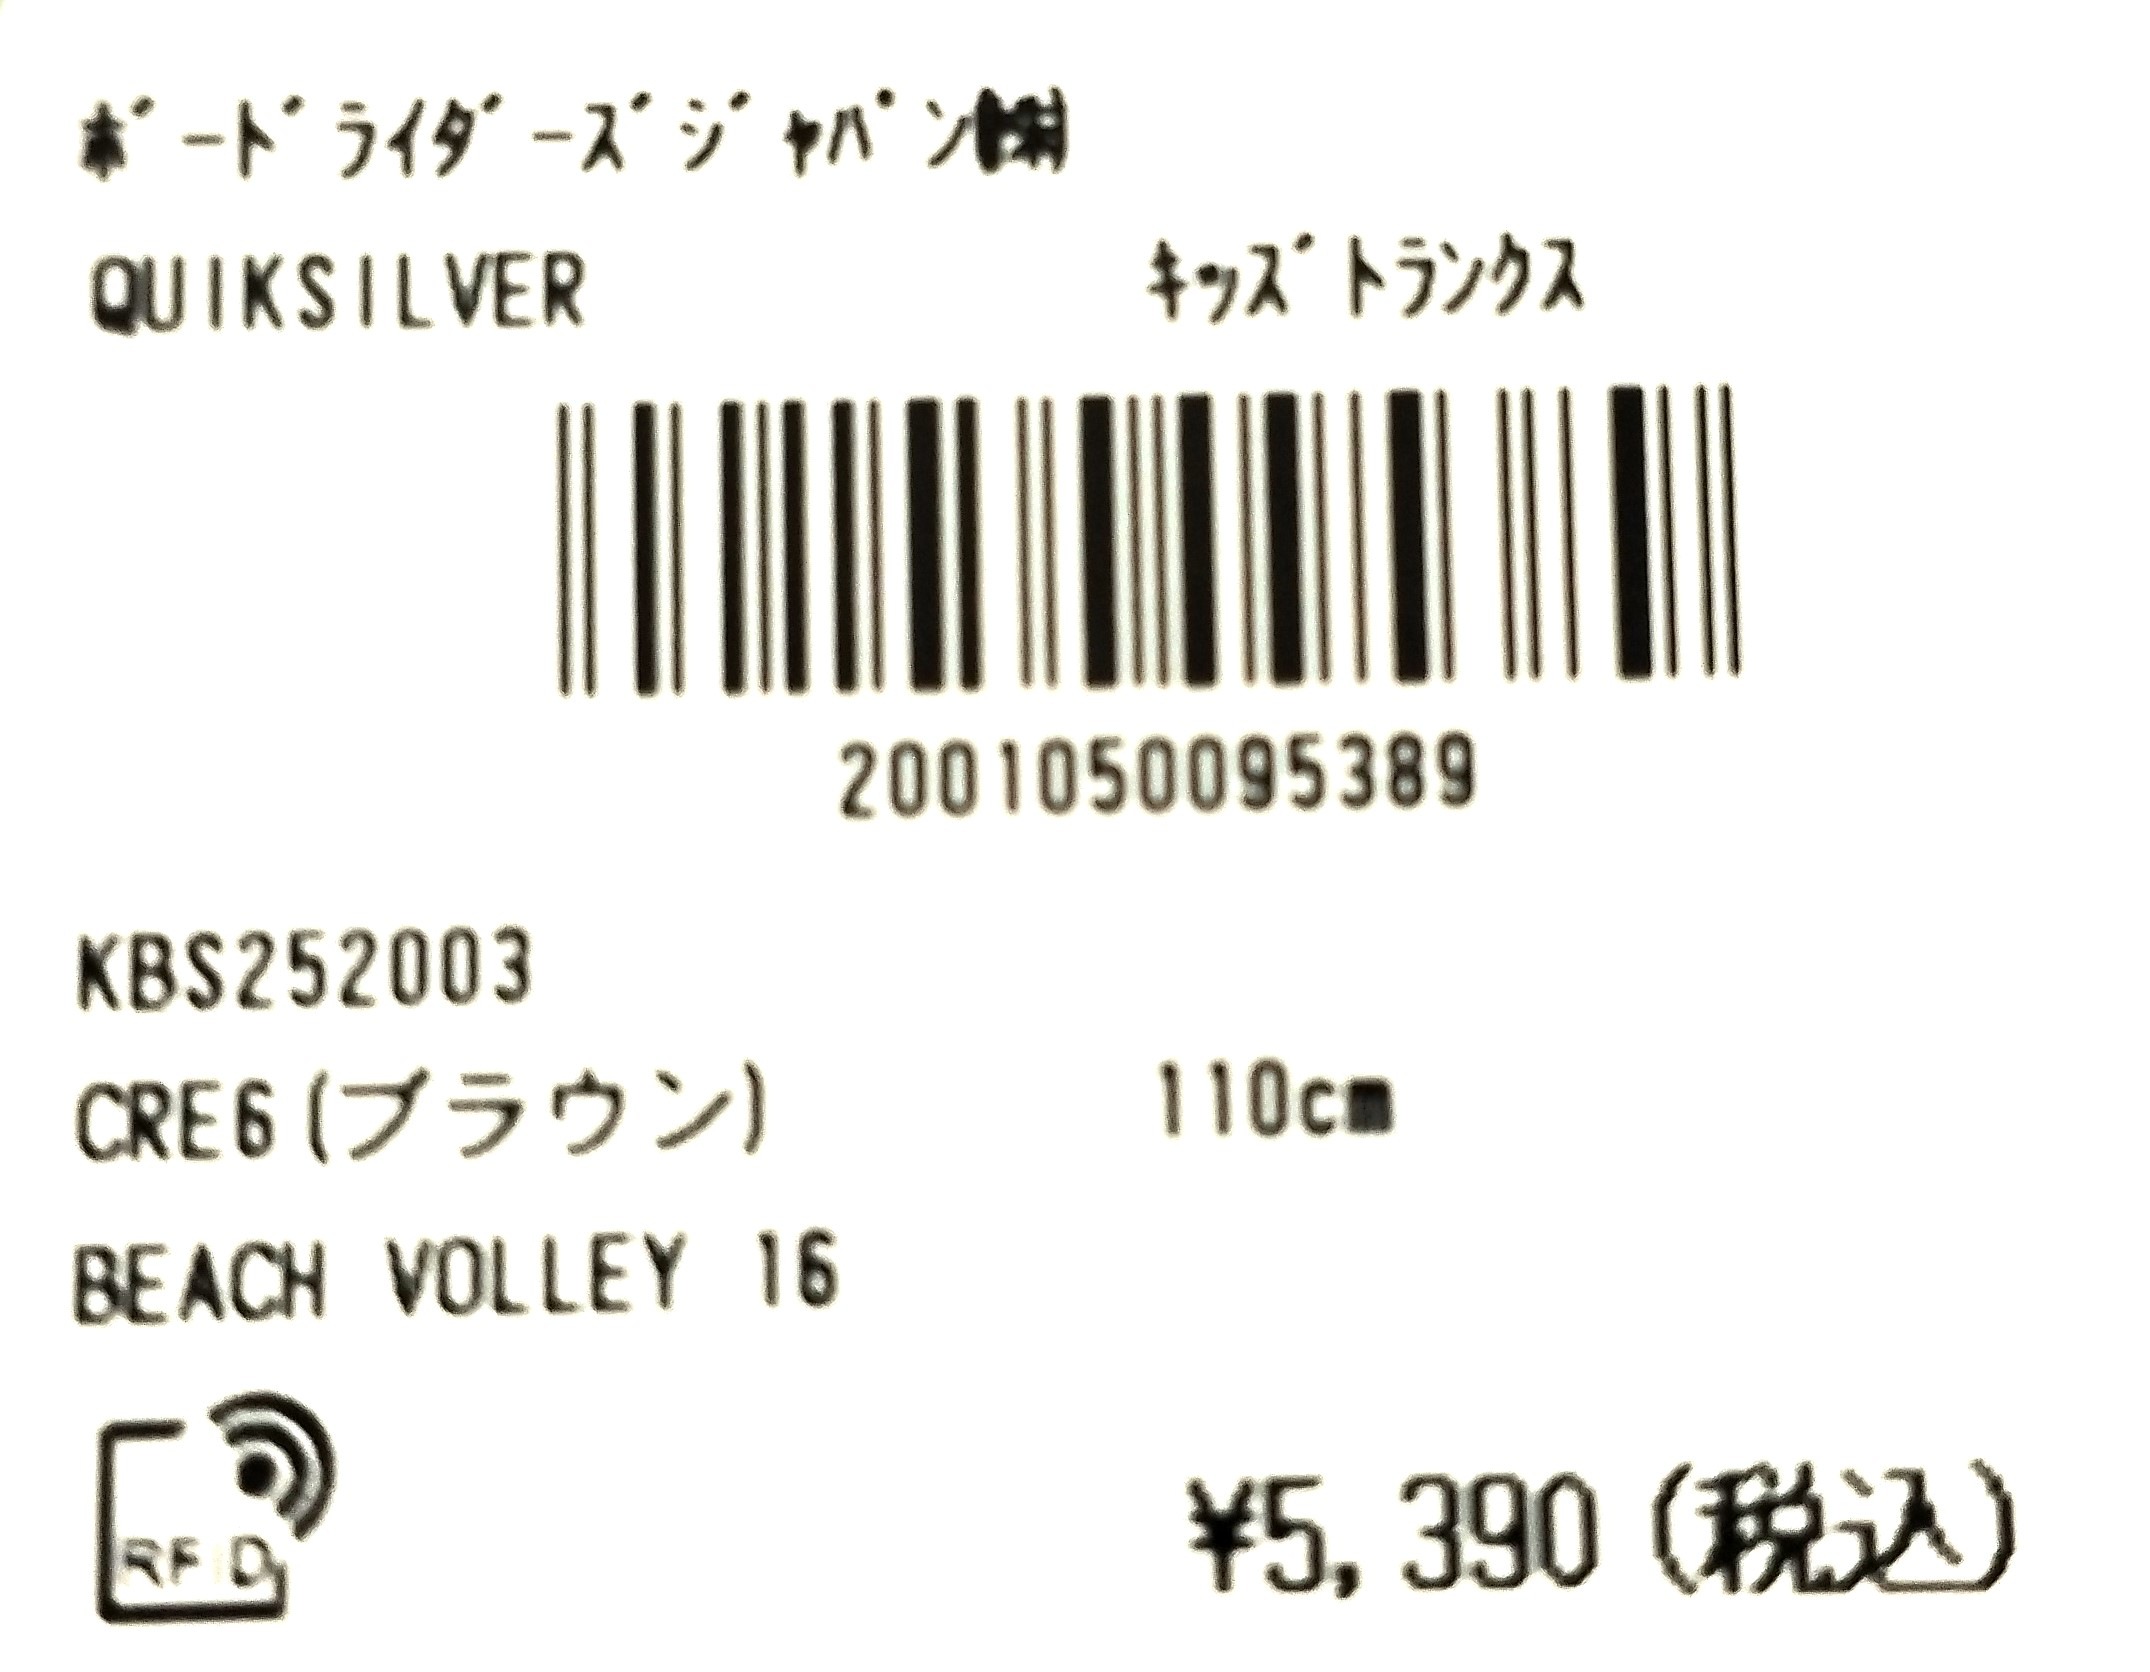 ﾎﾞｰﾄﾞﾗｲﾀﾞｰｽﾞｼﾞｬﾊﾟﾝ㈱
QUIKSILVER ｷｯｽﾞﾄﾗﾝｸｽ
2001050095389
KBS252003
CRE6(ブラウン) 110cm
BEACH VOLLEY 16
RFID
¥5,390(税込)